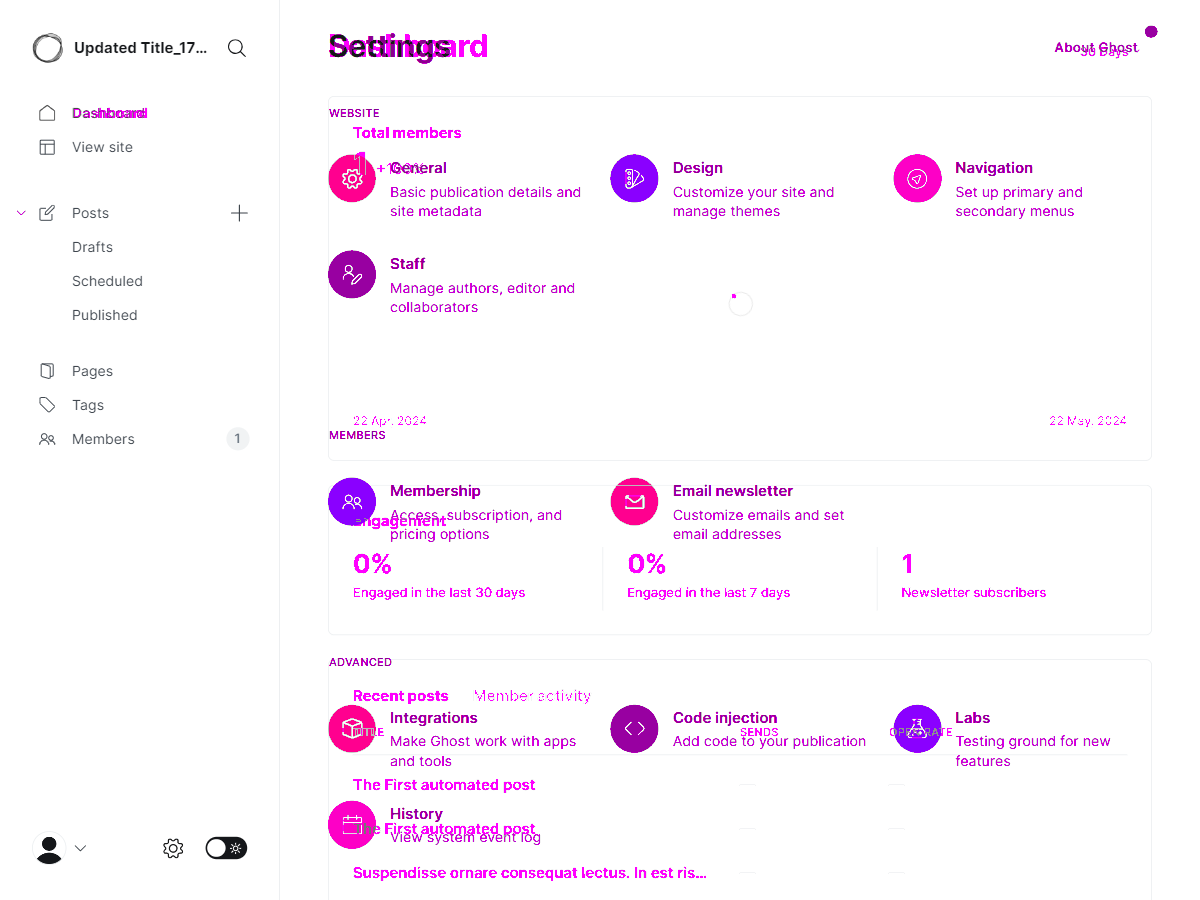 Updated Title_17...
Settings
Dashboard
About Ghost
30 Days
Dashboard
View site
Posts
Drafts
Scheduled
Published
Pages
Tags
Members
1
WEBSITE
Total members
1
General
Basic publication details and
site metadata
Design
Customize your site and
manage themes
Navigation
Set up primary and
secondary menus
Staff
Manage authors, editor and
collaborators
22 Apr, 2024
22 May, 2024
MEMBERS
Membership
Access, subscription, and
pricing options
Email newsletter
Customize emails and set
email addresses
Engagement
0%
Engaged in the last 30 days
0%
Engaged in the last 7 days
1
Newsletter subscribers
ADVANCED
Recent posts
Member activity
Integrations
Make Ghost work with apps
and tools
Code injection
Add code to your publication
Labs
Testing ground for new
features
TITLE
SENDS
OPEN RATE
The First automated post
History
View system event log
The First automated post
Suspendisse ornare consequat lectus. In est ris...